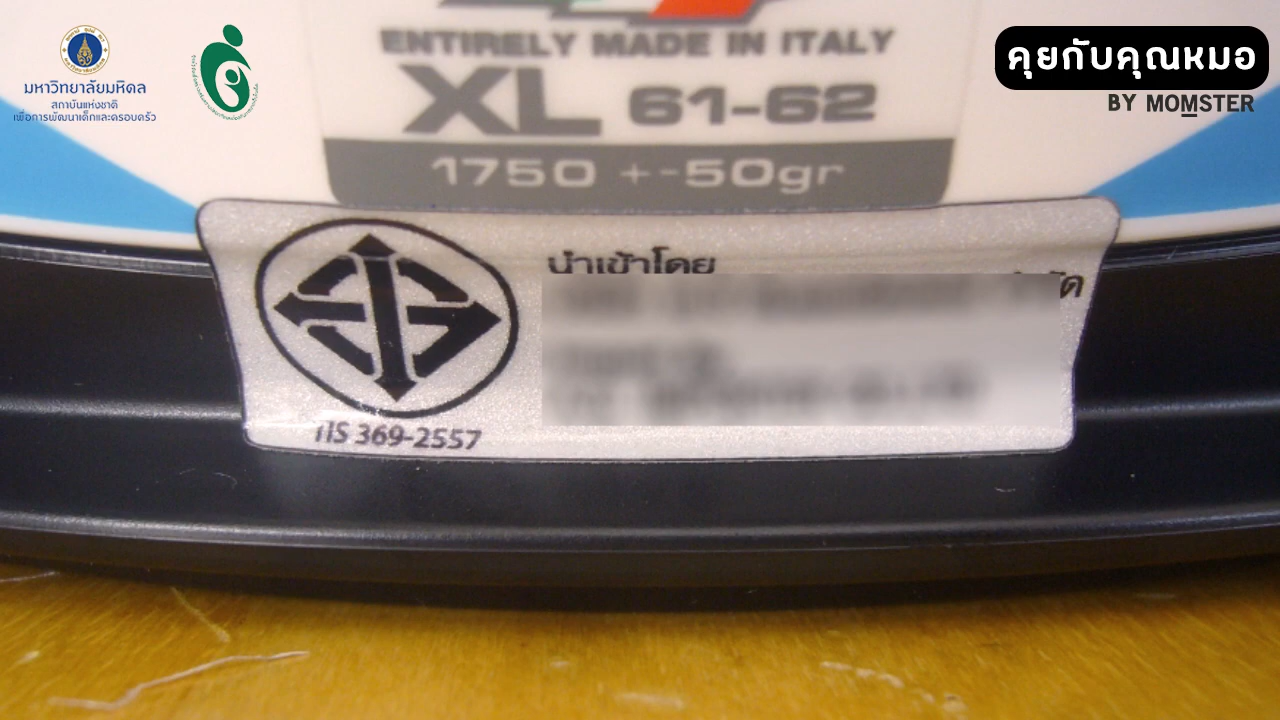 มหาวิทยาลัยมหิดล
สถาบันแห่งชาติ
เพื่อการพัฒนาเด็กและครอบครัว
คุยกับคุณหมอ
BY MOMSTER
ENTIRELY MADE IN ITALY
XL 61-62
1750 +-50gr
นำเข้าโดย
TIS 369-2557